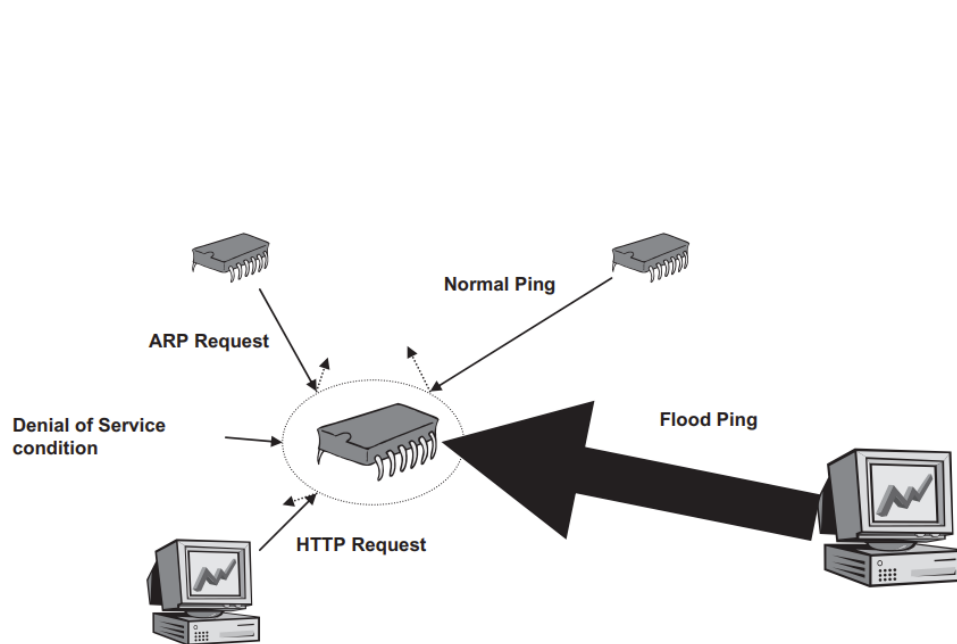 Normal Ping
ARP Request
Denial of Service
condition
Flood Ping
HTTP Request